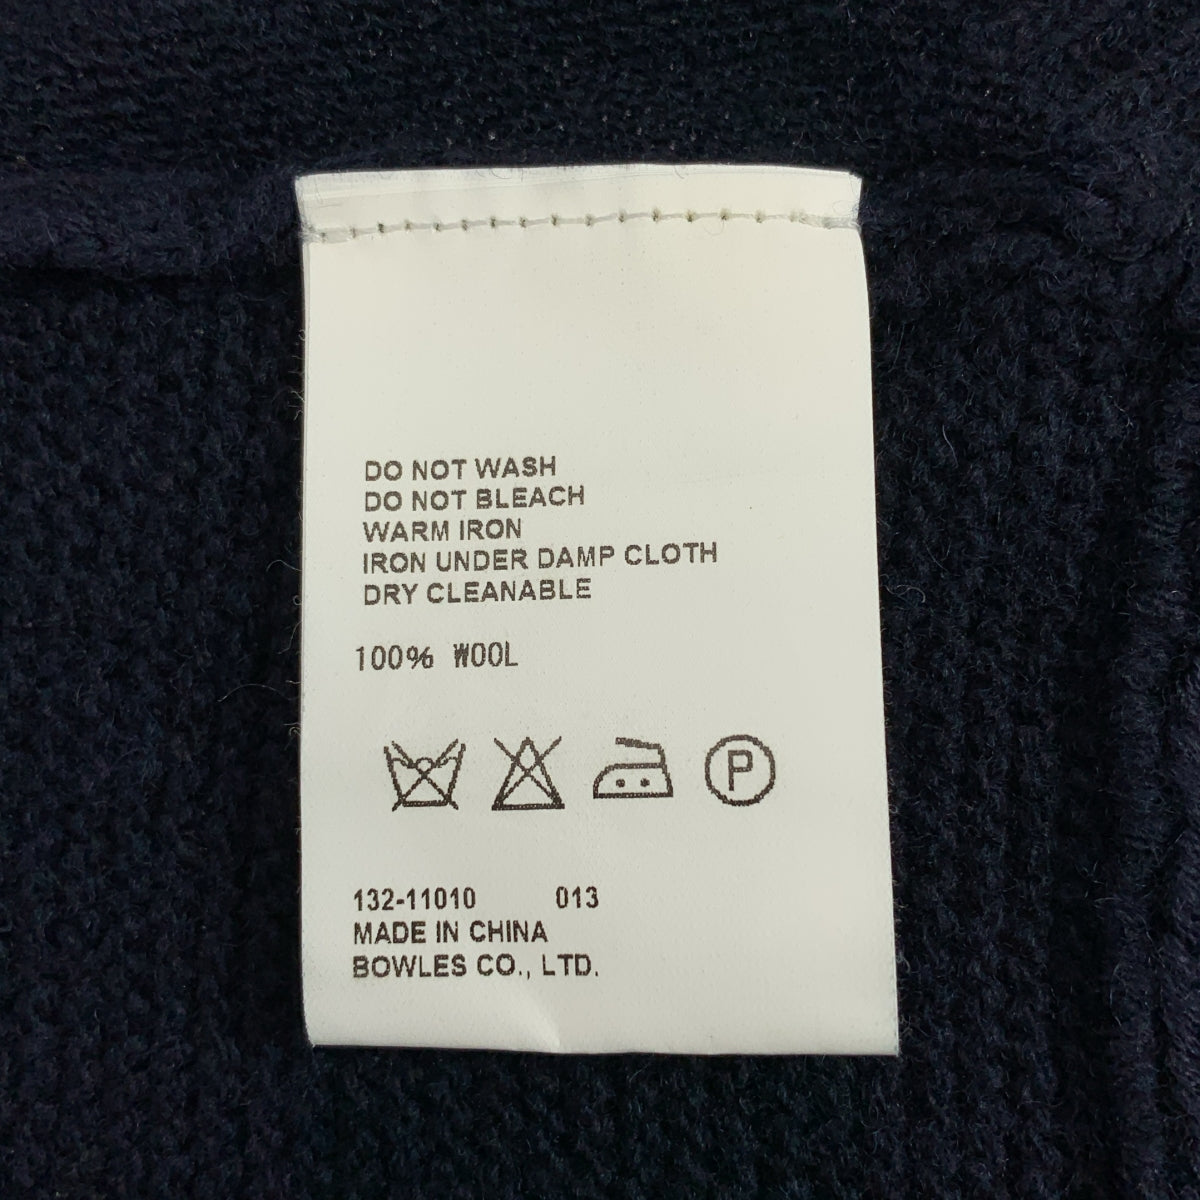 DO NOT WASH
DO NOT BLEACH
WARM IRON
IRON UNDER DAMP CLOTH
DRY CLEANABLE
100% WOOL
P
132-11010 013
MADE IN CHINA
BOWLES CO., LTD.